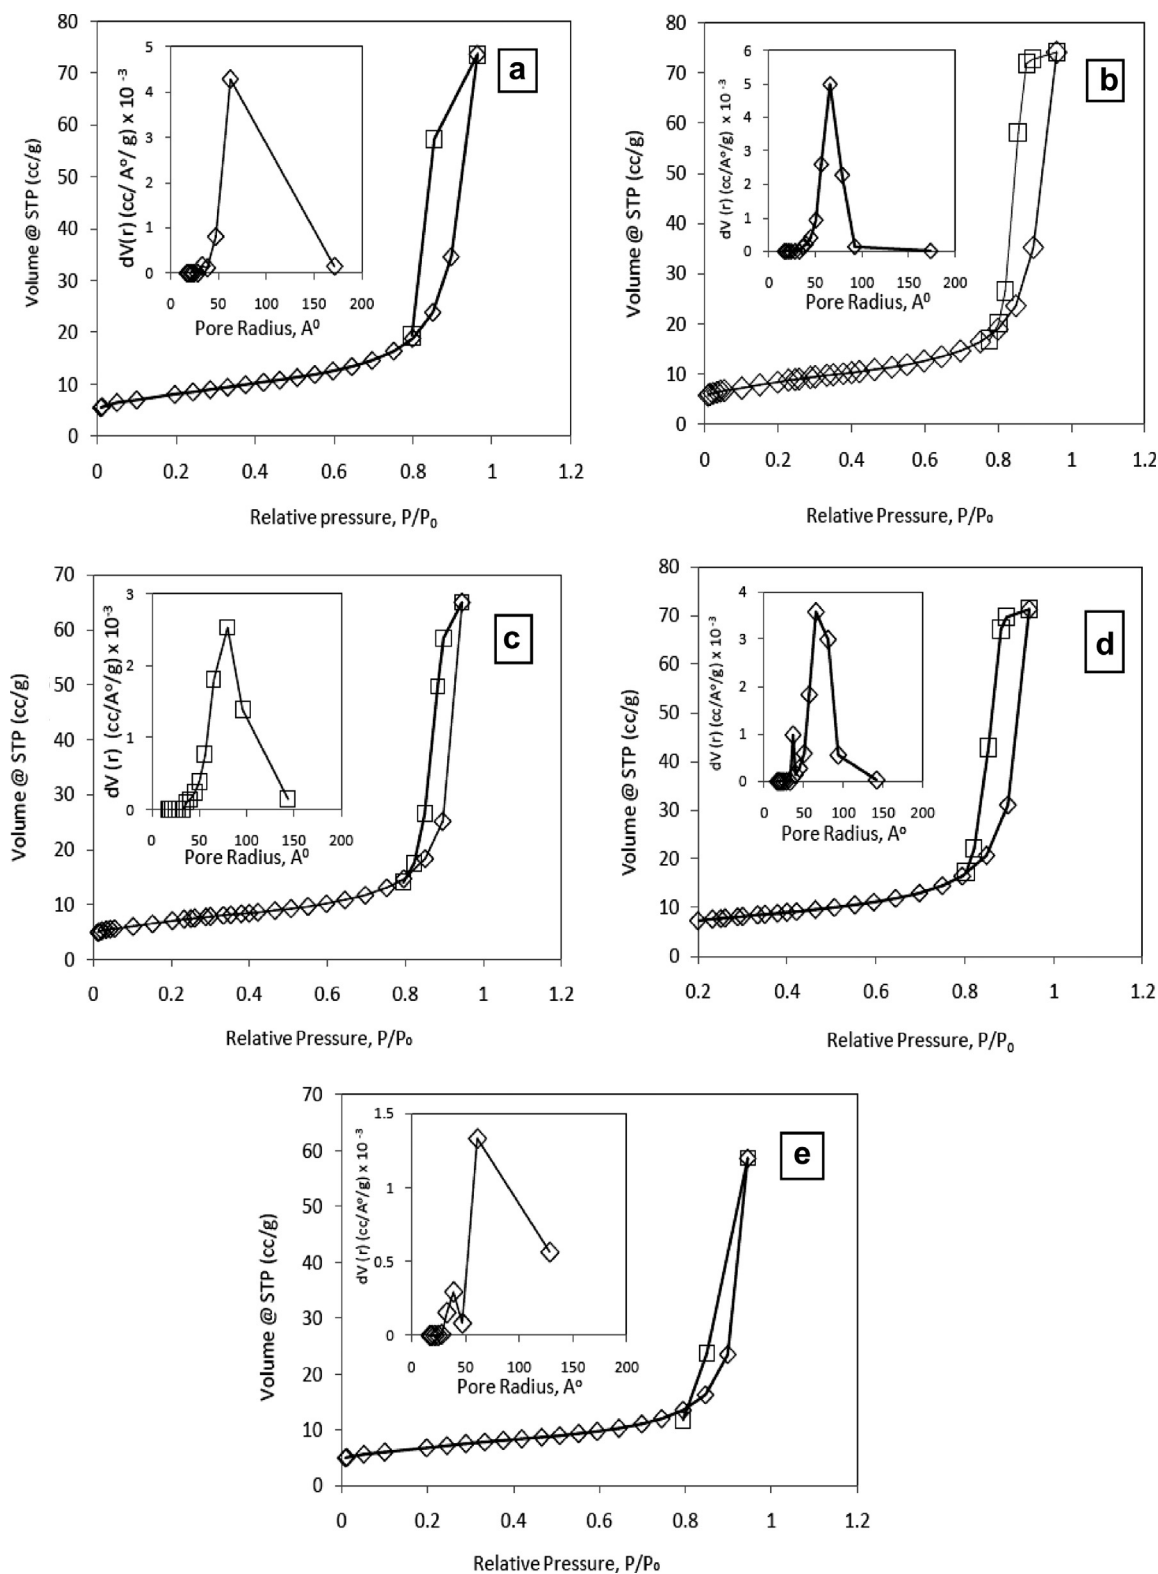 a
Volume @ STP (cc/g)
80
70
60
50
40
30
20
10
0
0 0.2 0.4 0.6 0.8 1 1.2
Relative pressure, P/P₀
dV(r) (cc/ A⁰/ g) x 10 ⁻³
5
4
3
2
1
0
0 50 100 150 200
Pore Radius, A⁰
b
Volume @ STP (cc/g)
80
70
60
50
40
30
20
10
0
0 0.2 0.4 0.6 0.8 1 1.2
Relative Pressure, P/P₀
dV (r) (cc/A⁰/g) x 10 ⁻³
6
5
4
3
2
1
0
0 50 100 150 200
Pore Radius, A⁰
c
Volume @ STP (cc/g)
70
60
50
40
30
20
10
0
0 0.2 0.4 0.6 0.8 1 1.2
Relative Pressure, P/P₀
dV (r) (cc/A⁰/g) x 10⁻³
3
2
1
0
0 50 100 150 200
Pore Radius, A⁰
d
Volume @ STP (cc/g)
80
70
60
50
40
30
20
10
0
0.2 0.4 0.6 0.8 1 1.2
Relative Pressure, P/P₀
dV (r) (cc/A⁰/g) x 10⁻³
4
3
2
1
0
0 50 100 150 200
Pore Radius, A⁰
e
Volume @ STP (cc/g)
70
60
50
40
30
20
10
0
0 0.2 0.4 0.6 0.8 1 1.2
Relative Pressure, P/P₀
dV (r) (cc/A⁰/g) x 10 ⁻³
1.5
1
0.5
0
0 50 100 150 200
Pore Radius, A⁰